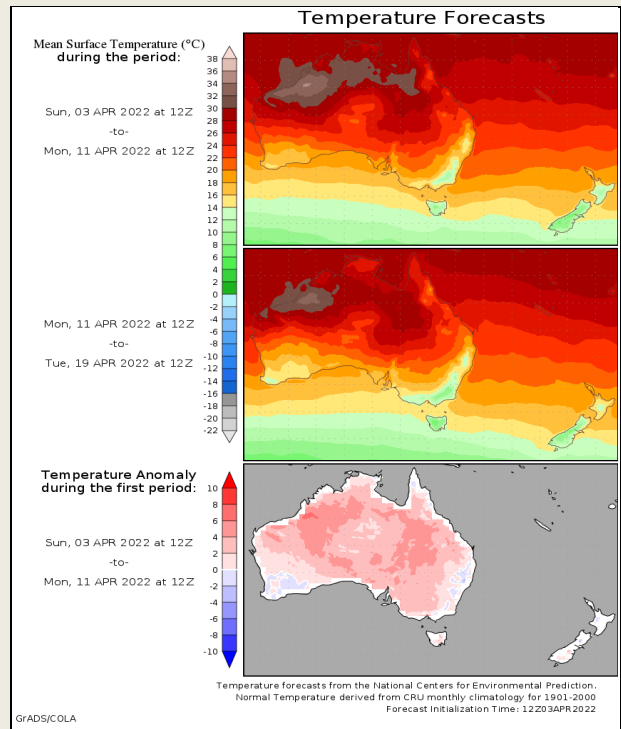 Temperature Forecasts
Mean Surface Temperature (°C)
during the period:
Sun, 03 APR 2022 at 12Z
-to-
Mon, 11 APR 2022 at 12Z
38
36
34
32
30
28
26
24
22
20
18
16
14
12
10
8
6
4
2
0
-2
-4
-6
-8
-10
-12
-14
-16
-18
-20
-22
Mon, 11 APR 2022 at 12Z
-to-
Tue, 19 APR 2022 at 12Z
Temperature Anomaly
during the first period:
Sun, 03 APR 2022 at 12Z
-to-
Mon, 11 APR 2022 at 12Z
10
8
6
4
2
0
-2
-4
-6
-8
-10
Temperature forecasts from the National Centers for Environmental Prediction.
Normal Temperature derived from CRU monthly climatology for 1901-2000
Forecast Initialization Time: 12Z03APR2022
GrADS/COLA